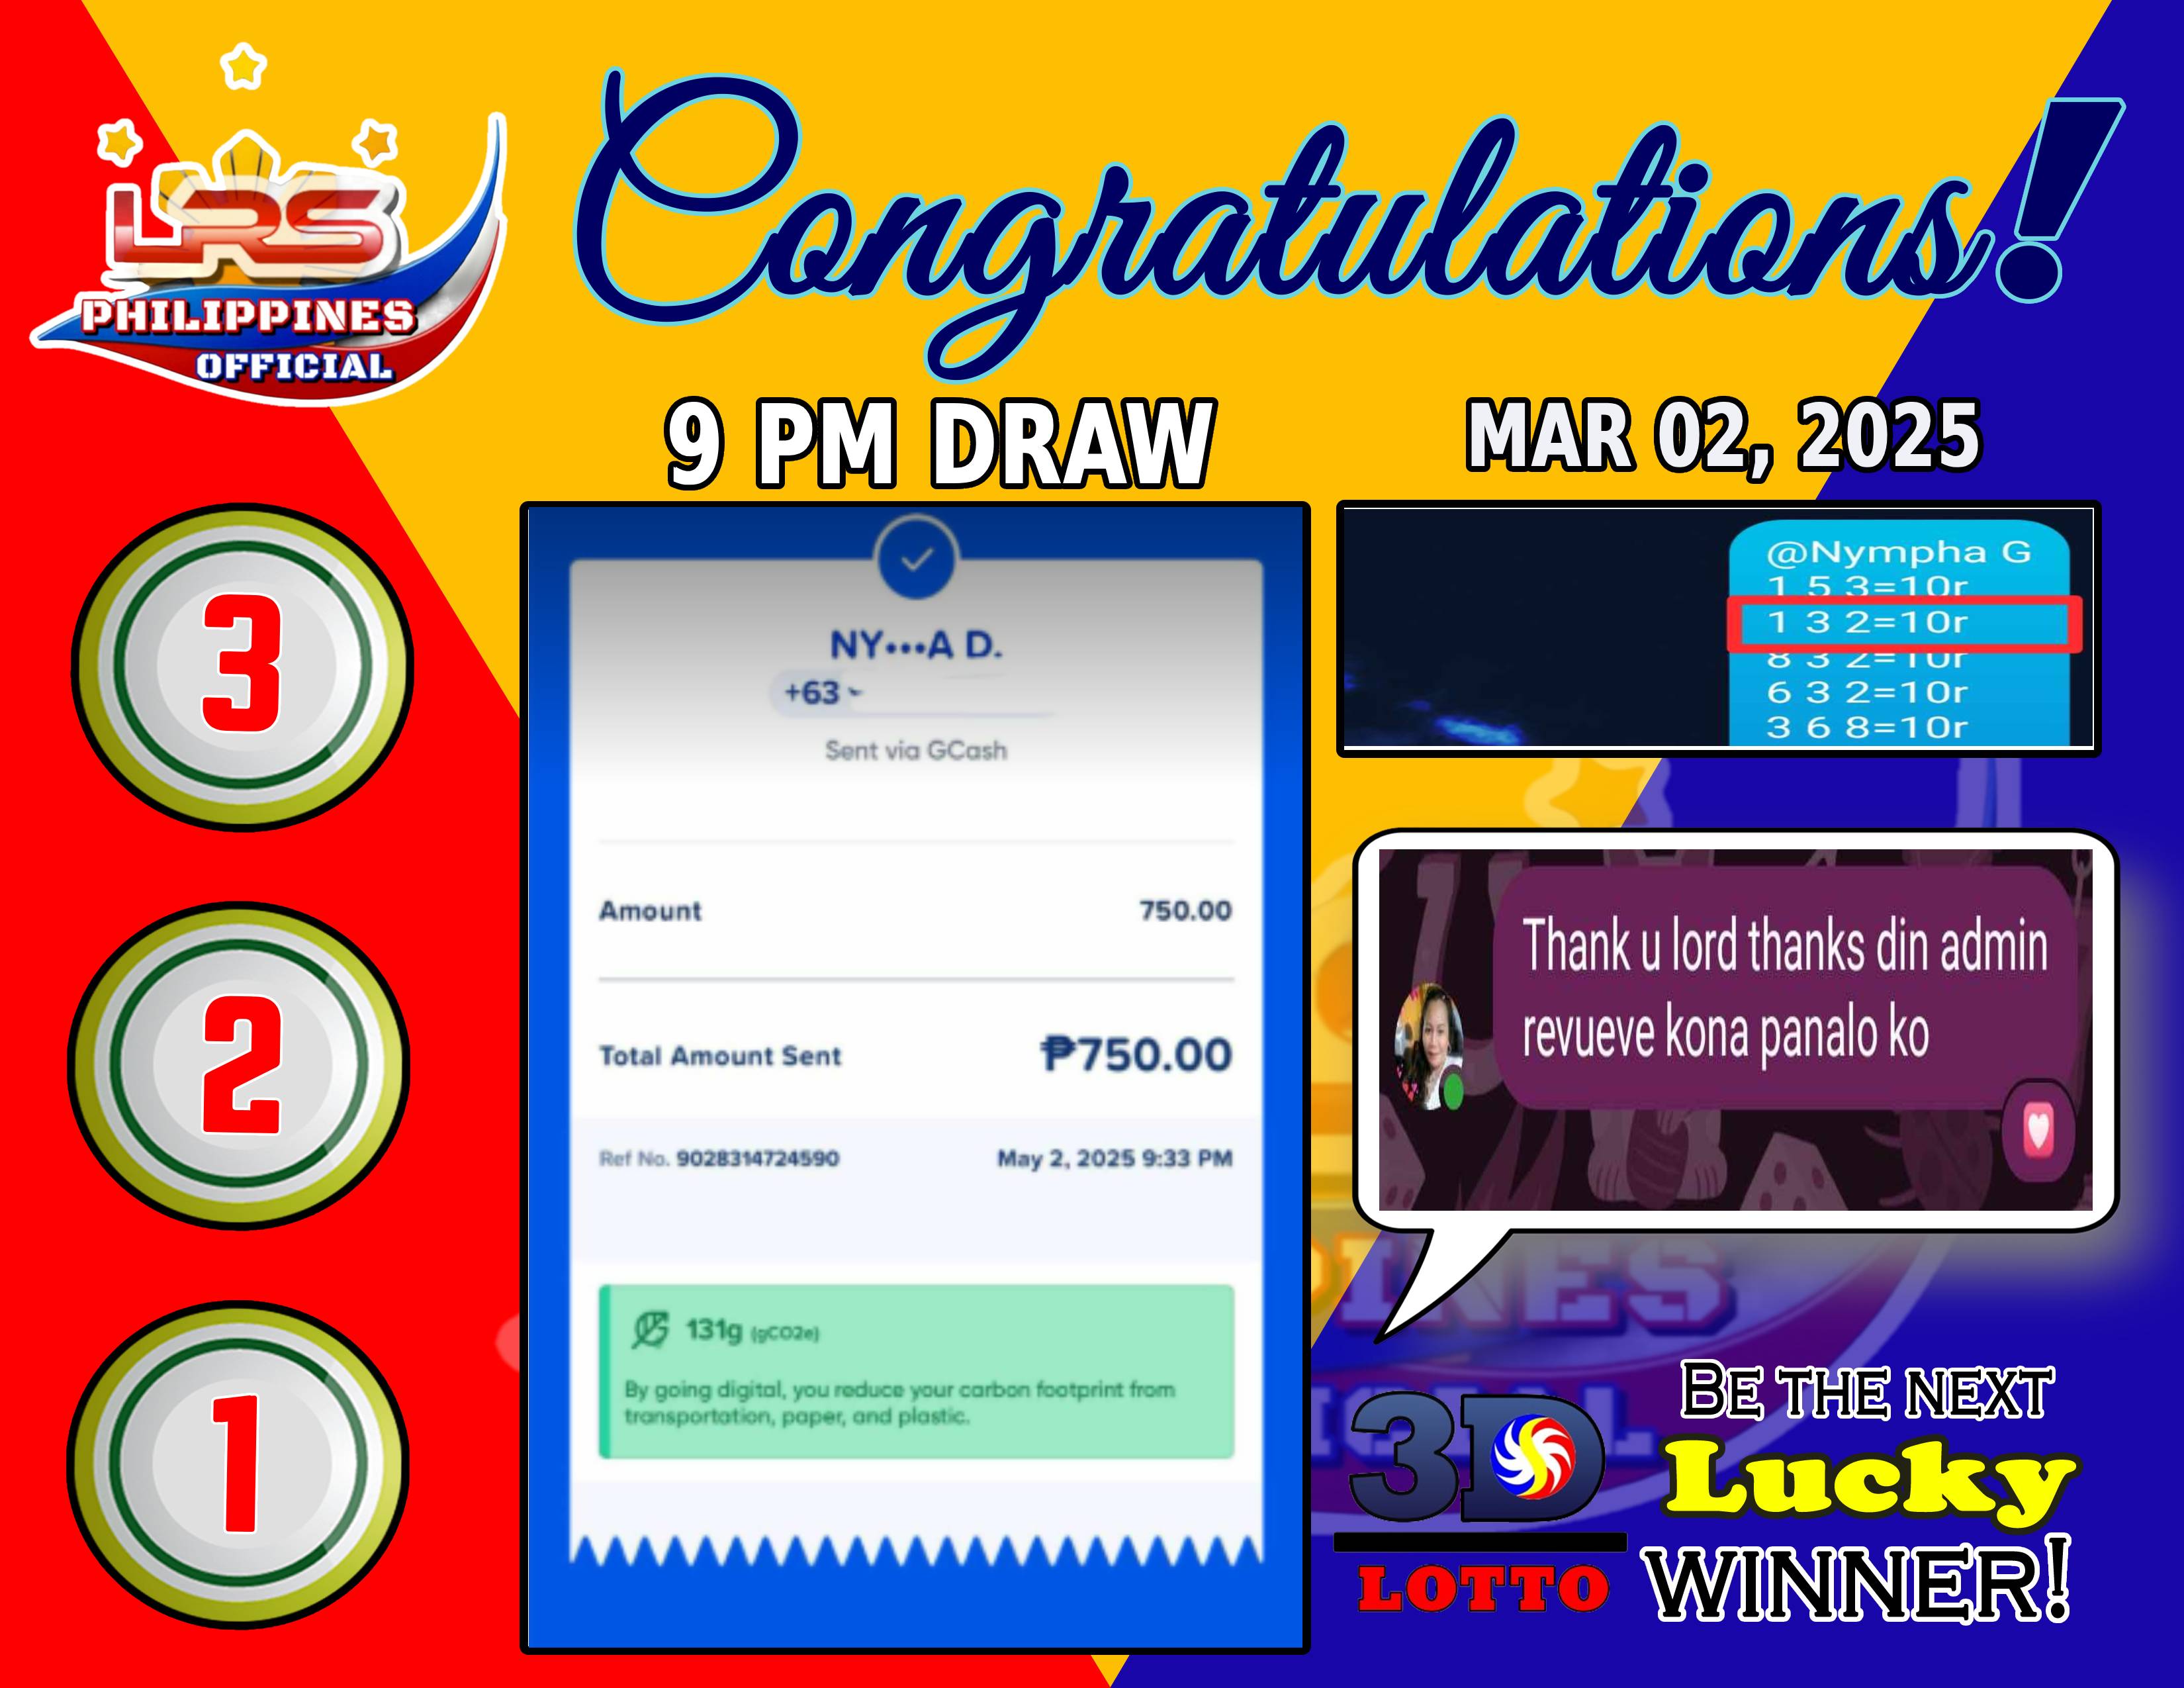 LRS
PHILIPPINES
OFFICIAL
Congratulations!
9 PM DRAW
MAR 02, 2025
3
2
1
NY•••A D.
+63
Sent via GCash
Amount 750.00
Total Amount Sent ₱750.00
Ref No. 9028314724590 May 2, 2025 9:33 PM
131g (gCO2e)
By going digital, you reduce your carbon footprint from
transportation, paper, and plastic.
@Nympha G
1 5 3=10r
1 3 2=10r
8 3 2=10r
6 3 2=10r
3 6 8=10r
Thank u lord thanks din admin
revueve kona panalo ko
3D
LOTTO
BE THE NEXT
Lucky
WINNER!